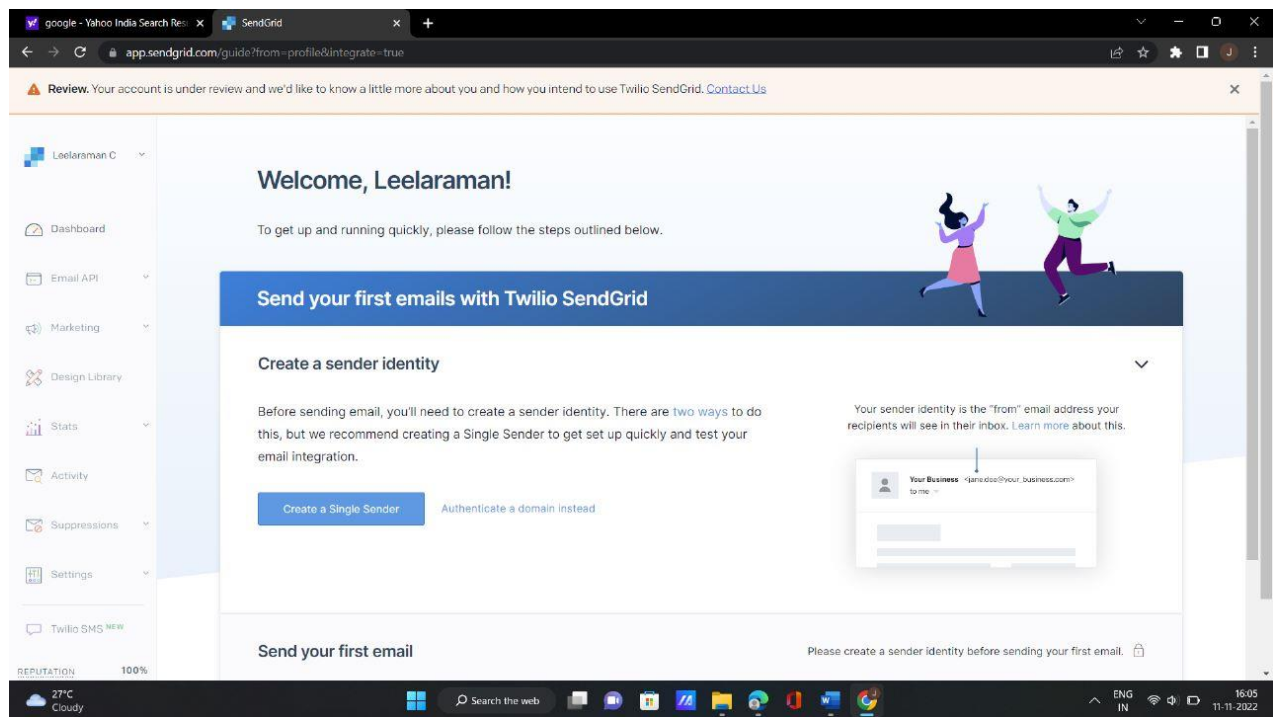 google - Yahoo India Search Res
SendGrid
app.sendgrid.com/guide?from=profile&integrate=true
J
Review. Your account is under review and we'd like to know a little more about you and how you intend to use Twilio SendGrid. Contact Us
Leelaraman C
Dashboard
Email API
Marketing
Design Library
Stats
Activity
Suppressions
Settings
Twilio SMS NEW
REPUTATION 100%
Welcome, Leelaraman!
To get up and running quickly, please follow the steps outlined below.
Send your first emails with Twilio SendGrid
Create a sender identity
Before sending email, you'll need to create a sender identity. There are two ways to do
this, but we recommend creating a Single Sender to get set up quickly and test your
email integration.
Create a Single Sender
Authenticate a domain instead
Your sender identity is the "from" email address your
recipients will see in their inbox. Learn more about this.
Your Business <jane.doe@your_business.com>
to me
Send your first email
Please create a sender identity before sending your first email.
27°C
Cloudy
Search the web
ENG
IN
16:05
11-11-2022